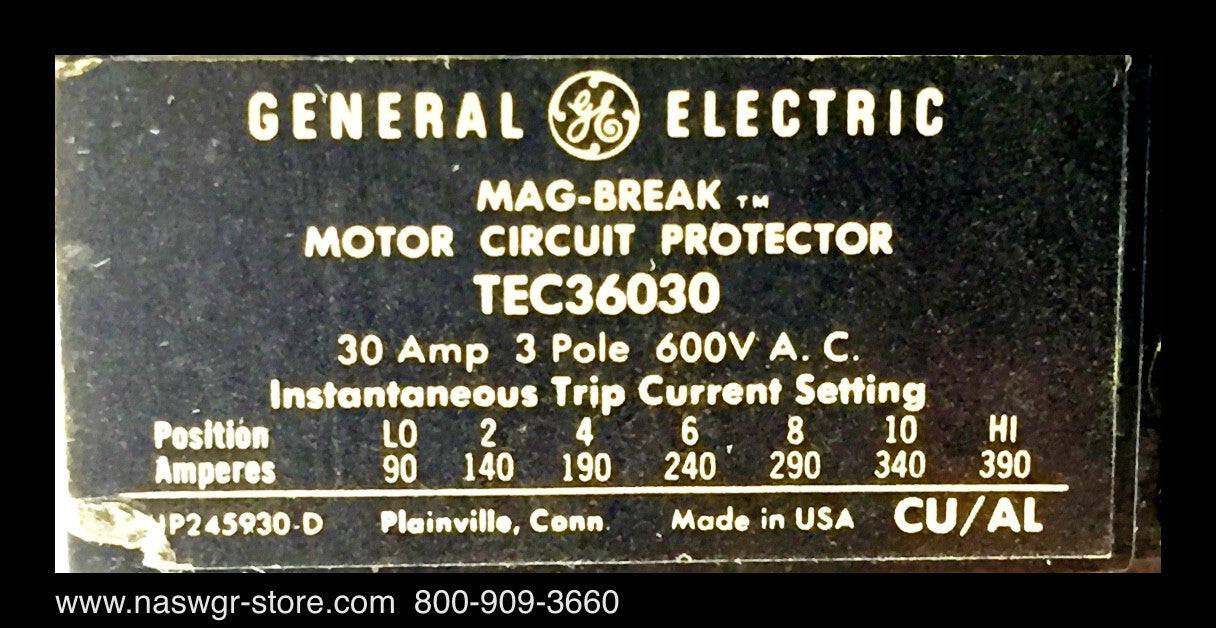 GENERAL GE ELECTRIC
MAG-BREAK ™
MOTOR CIRCUIT PROTECTOR
TEC36030
30 Amp 3 Pole 600V A. C.
Instantaneous Trip Current Setting
Position LO 2 4 6 8 10 HI
Amperes 90 140 190 240 290 340 390
NP245930-D Plainville, Conn. Made in USA CU/AL
www.naswgr-store.com 800-909-3660